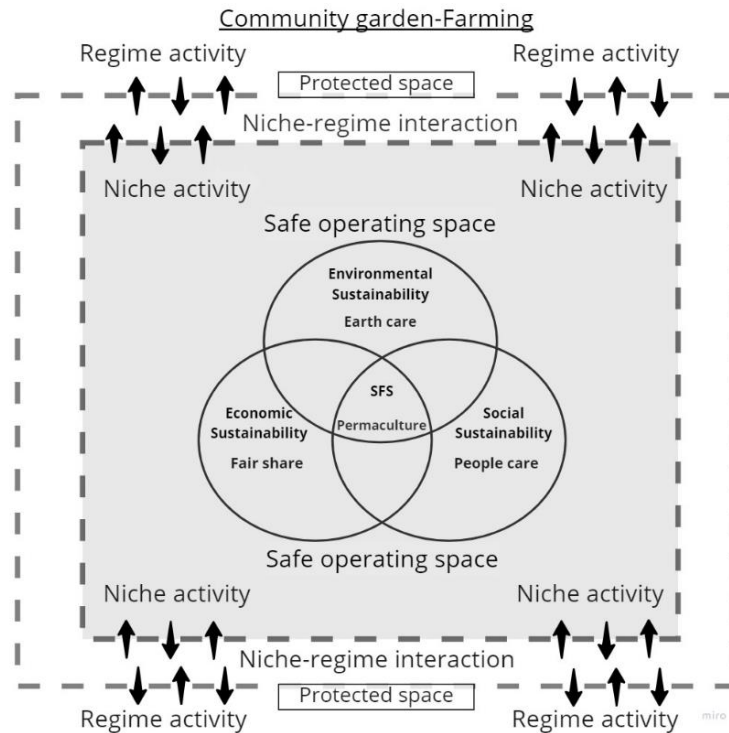 Community garden-Farming
Regime activity
Regime activity
Protected space
Niche-regime interaction
Niche activity
Niche activity
Safe operating space
Environmental
Sustainability
Earth care
SFS
Permaculture
Economic
Sustainability
Fair share
Social
Sustainability
People care
Safe operating space
Niche activity
Niche activity
Niche-regime interaction
Protected space
Regime activity
Regime activity
miro